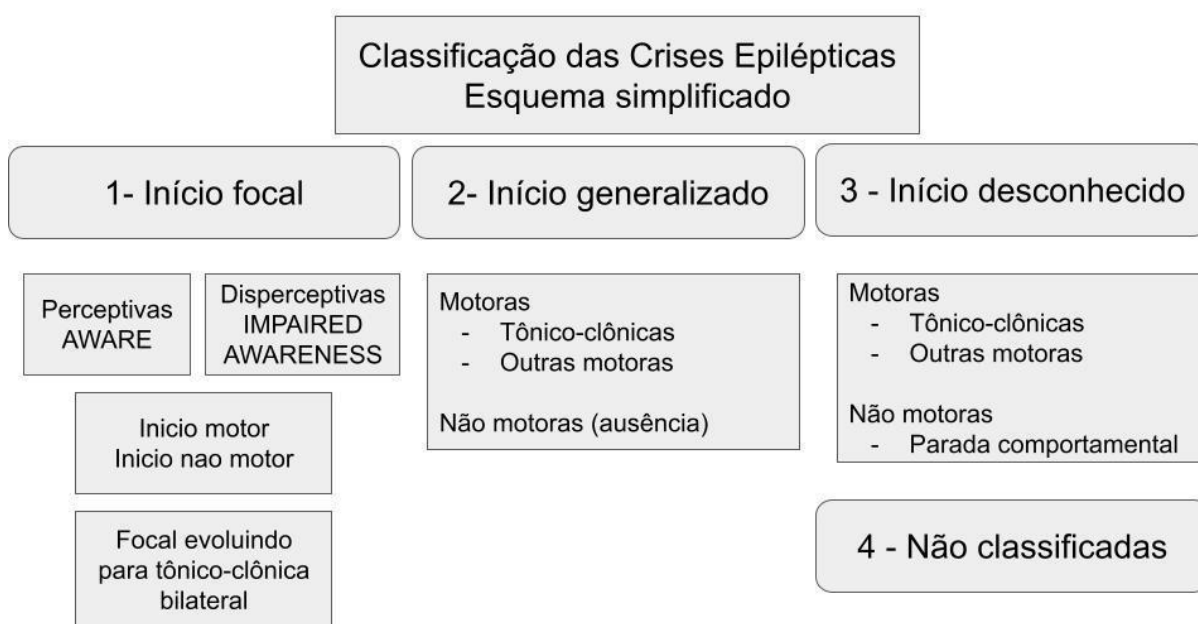 Classificação das Crises Epilépticas
Esquema simplificado
1- Início focal
2- Início generalizado
3 - Início desconhecido
Perceptivas
AWARE
Disperceptivas
IMPAIRED
AWARENESS
Inicio motor
Inicio nao motor
Focal evoluindo
para tônico-clônica
bilateral
Motoras
- Tônico-clônicas
- Outras motoras
Não motoras (ausência)
Motoras
- Tônico-clônicas
- Outras motoras
Não motoras
- Parada comportamental
4 - Não classificadas